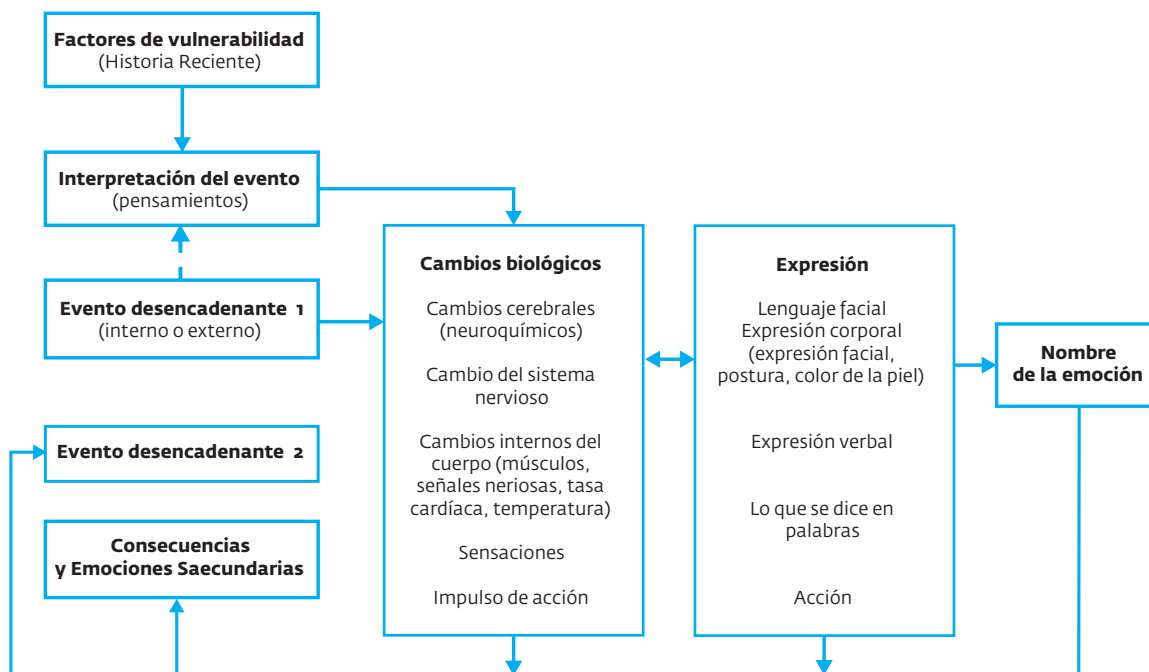 Factores de vulnerabilidad
(Historia Reciente)
Interpretación del evento
(pensamientos)
Evento desencadenante 1
(interno o externo)
Evento desencadenante 2
Consecuencias
y Emociones Saecundarias
Cambios biológicos
Cambios cerebrales
(neuroquímicos)
Cambio del sistema
nervioso
Cambios internos del
cuerpo (músculos,
señales neriosas, tasa
cardíaca, temperatura)
Sensaciones
Impulso de acción
Expresión
Lenguaje facial
Expresión corporal
(expresión facial,
postura, color de la piel)
Expresión verbal
Lo que se dice en
palabras
Acción
Nombre
de la emoción